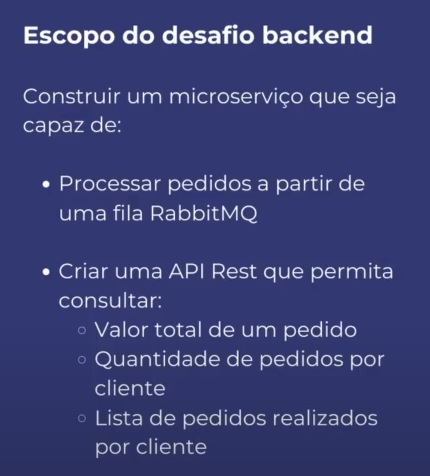 Escopo do desafio backend
Construir um microserviço que seja
capaz de:
• Processar pedidos a partir de
uma fila RabbitMQ
• Criar uma API Rest que permita
consultar:
◦ Valor total de um pedido
◦ Quantidade de pedidos por
cliente
◦ Lista de pedidos realizados
por cliente